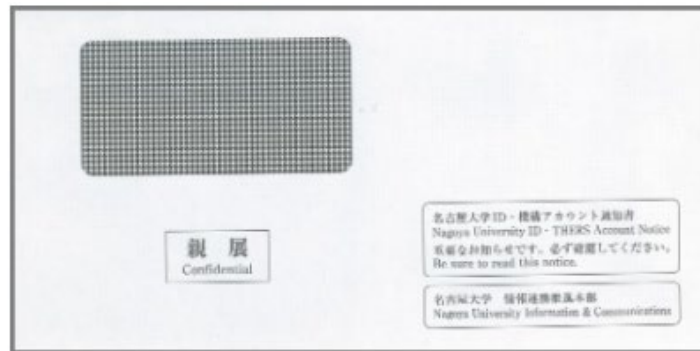 親 展
Confidential
名古屋大学 ID・機構アカウント通知書
Nagoya University ID・THERS Account Notice
重要なお知らせです。必ず確認してください。
Be sure to read this notice.
名古屋大学 情報連携推進本部
Nagoya University Information & Communications